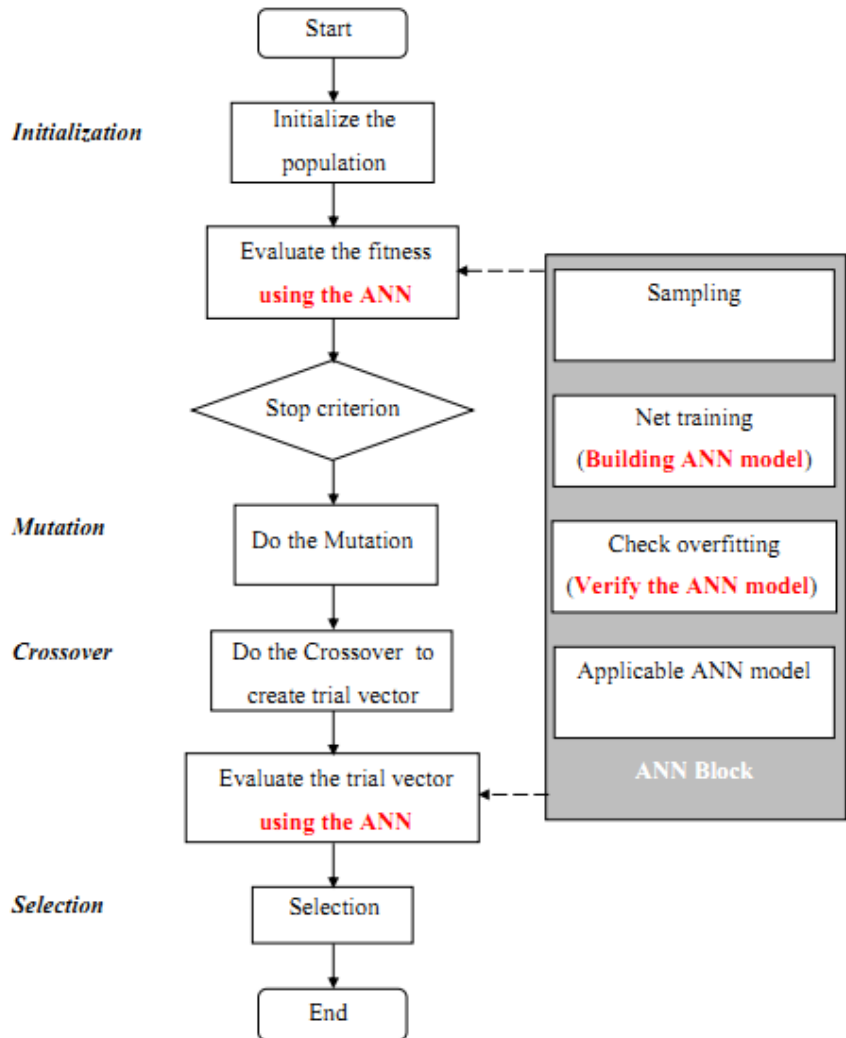 Start
Initialization
Initialize the
population
Evaluate the fitness
using the ANN
Sampling
Stop criterion
Net training
(Building ANN model)
Mutation
Do the Mutation
Check overfitting
(Verify the ANN model)
Crossover
Do the Crossover to
create trial vector
Applicable ANN model
ANN Block
Evaluate the trial vector
using the ANN
Selection
Selection
End